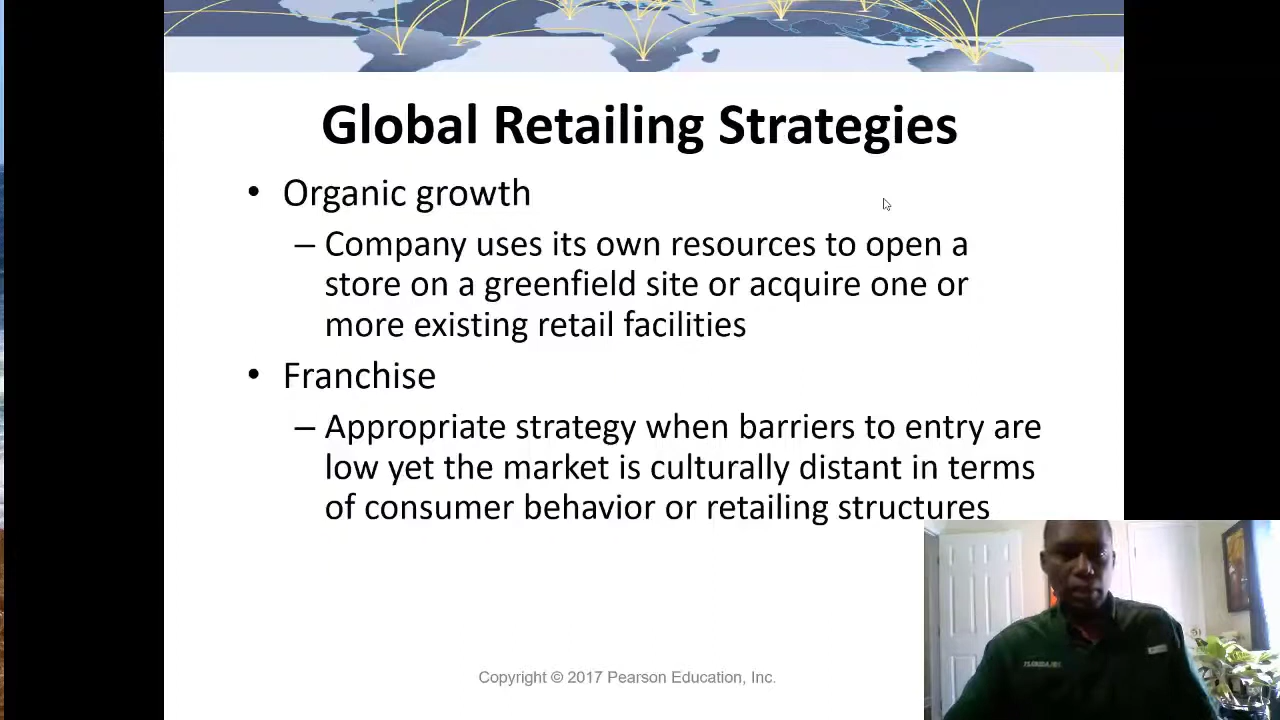 Global Retailing Strategies
• Organic growth
– Company uses its own resources to open a
store on a greenfield site or acquire one or
more existing retail facilities
• Franchise
– Appropriate strategy when barriers to entry are
low yet the market is culturally distant in terms
of consumer behavior or retailing structures
Copyright © 2017 Pearson Education, Inc.